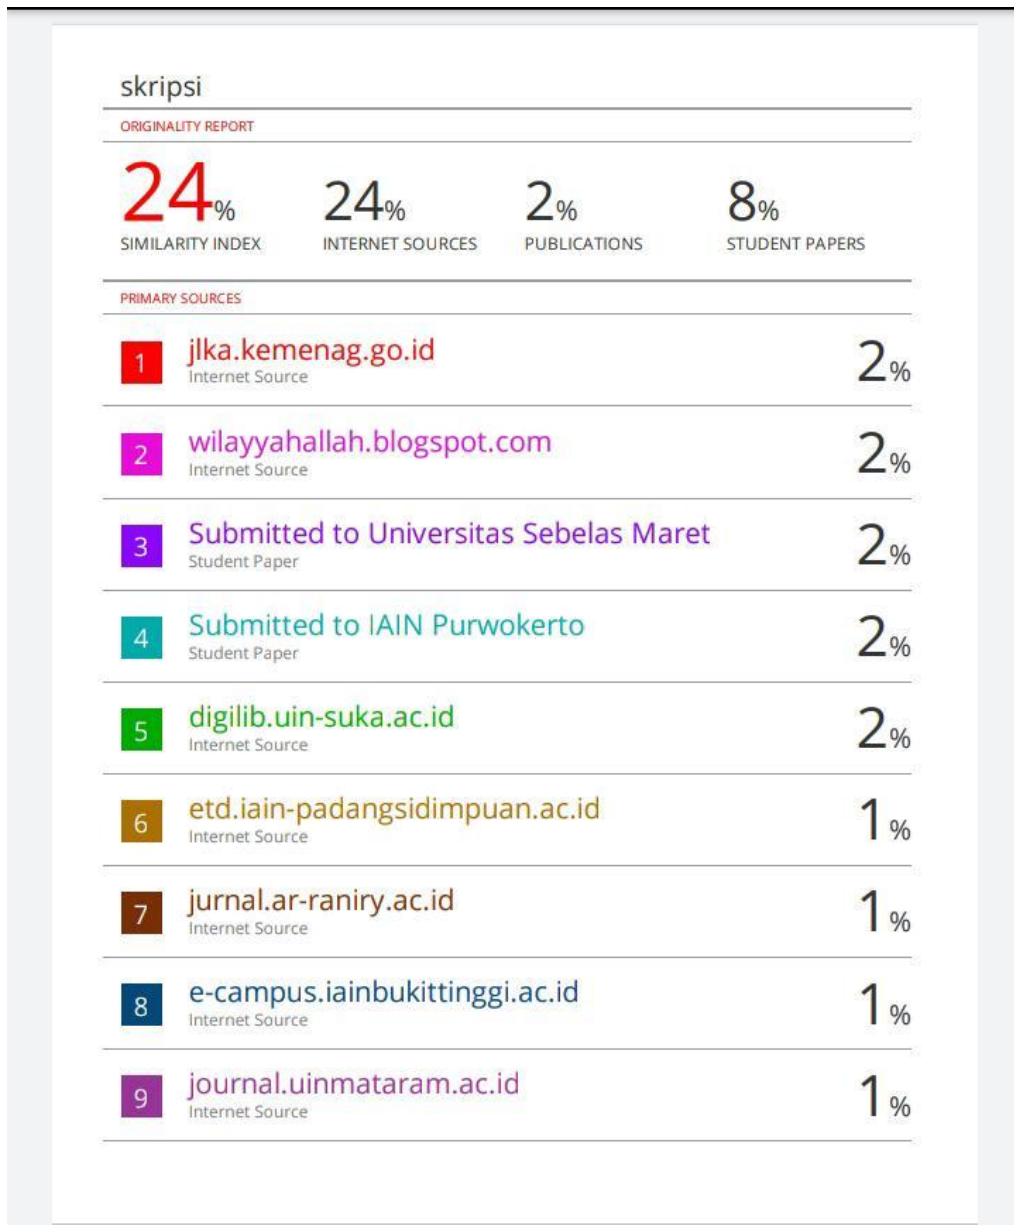 skripsi
ORIGINALITY REPORT
24% 24% 2% 8%
SIMILARITY INDEX INTERNET SOURCES PUBLICATIONS STUDENT PAPERS
PRIMARY SOURCES
1 jlka.kemenag.go.id 2%
Internet Source
2 wilayyahallah.blogspot.com 2%
Internet Source
3 Submitted to Universitas Sebelas Maret 2%
Student Paper
4 Submitted to IAIN Purwokerto 2%
Student Paper
5 digilib.uin-suka.ac.id 2%
Internet Source
6 etd.iain-padangsidimpuan.ac.id 1%
Internet Source
7 jurnal.ar-raniry.ac.id 1%
Internet Source
8 e-campus.iainbukittinggi.ac.id 1%
Internet Source
9 journal.uinmataram.ac.id 1%
Internet Source